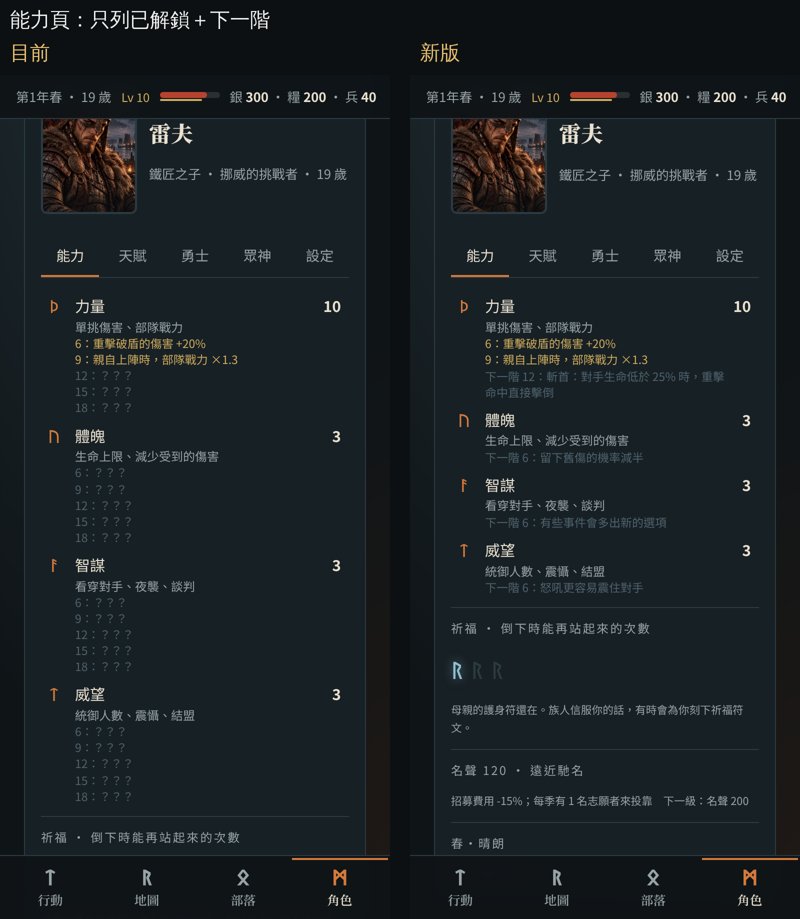 能力頁：只列已解鎖＋下一階
目前
第1年春 · 19 歲 Lv 10 銀 300 · 糧 200 · 兵 40
雷夫
鐵匠之子 · 挪威的挑戰者 · 19 歲
能力 天賦 勇士 眾神 設定
ᚦ 力量 10
單挑傷害、部隊戰力
6：重擊破盾的傷害 +20%
9：親自上陣時，部隊戰力 ×1.3
12：？？？
15：？？？
18：？？？
ᚢ 體魄 3
生命上限、減少受到的傷害
6：？？？
9：？？？
12：？？？
15：？？？
18：？？？
ᚨ 智謀 3
看穿對手、夜襲、談判
6：？？？
9：？？？
12：？？？
15：？？？
18：？？？
ᛏ 威望 3
統御人數、震懾、結盟
6：？？？
9：？？？
12：？？？
15：？？？
18：？？？
祈福 · 倒下時能再站起來的次數
ᛏ ᚱ ᛟ ᛗ
行動 地圖 部落 角色
新版
第1年春 · 19 歲 Lv 10 銀 300 · 糧 200 · 兵 40
雷夫
鐵匠之子 · 挪威的挑戰者 · 19 歲
能力 天賦 勇士 眾神 設定
ᚦ 力量 10
單挑傷害、部隊戰力
6：重擊破盾的傷害 +20%
9：親自上陣時，部隊戰力 ×1.3
下一階 12：斬首：對手生命低於 25% 時，重擊
命中直接擊倒
ᚢ 體魄 3
生命上限、減少受到的傷害
下一階 6：留下舊傷的機率減半
ᚨ 智謀 3
看穿對手、夜襲、談判
下一階 6：有些事件會多出新的選項
ᛏ 威望 3
統御人數、震懾、結盟
下一階 6：怒吼更容易震住對手
祈福 · 倒下時能再站起來的次數
ᚱ ᚱ ᚱ
母親的護身符還在。族人信服你的話，有時會為你刻下祈福符
文。
名聲 120 · 遠近馳名
招募費用 -15%；每季有 1 名志願者來投靠 下一級：名聲 200
春·晴朗
ᛏ ᚱ ᛟ ᛗ
行動 地圖 部落 角色